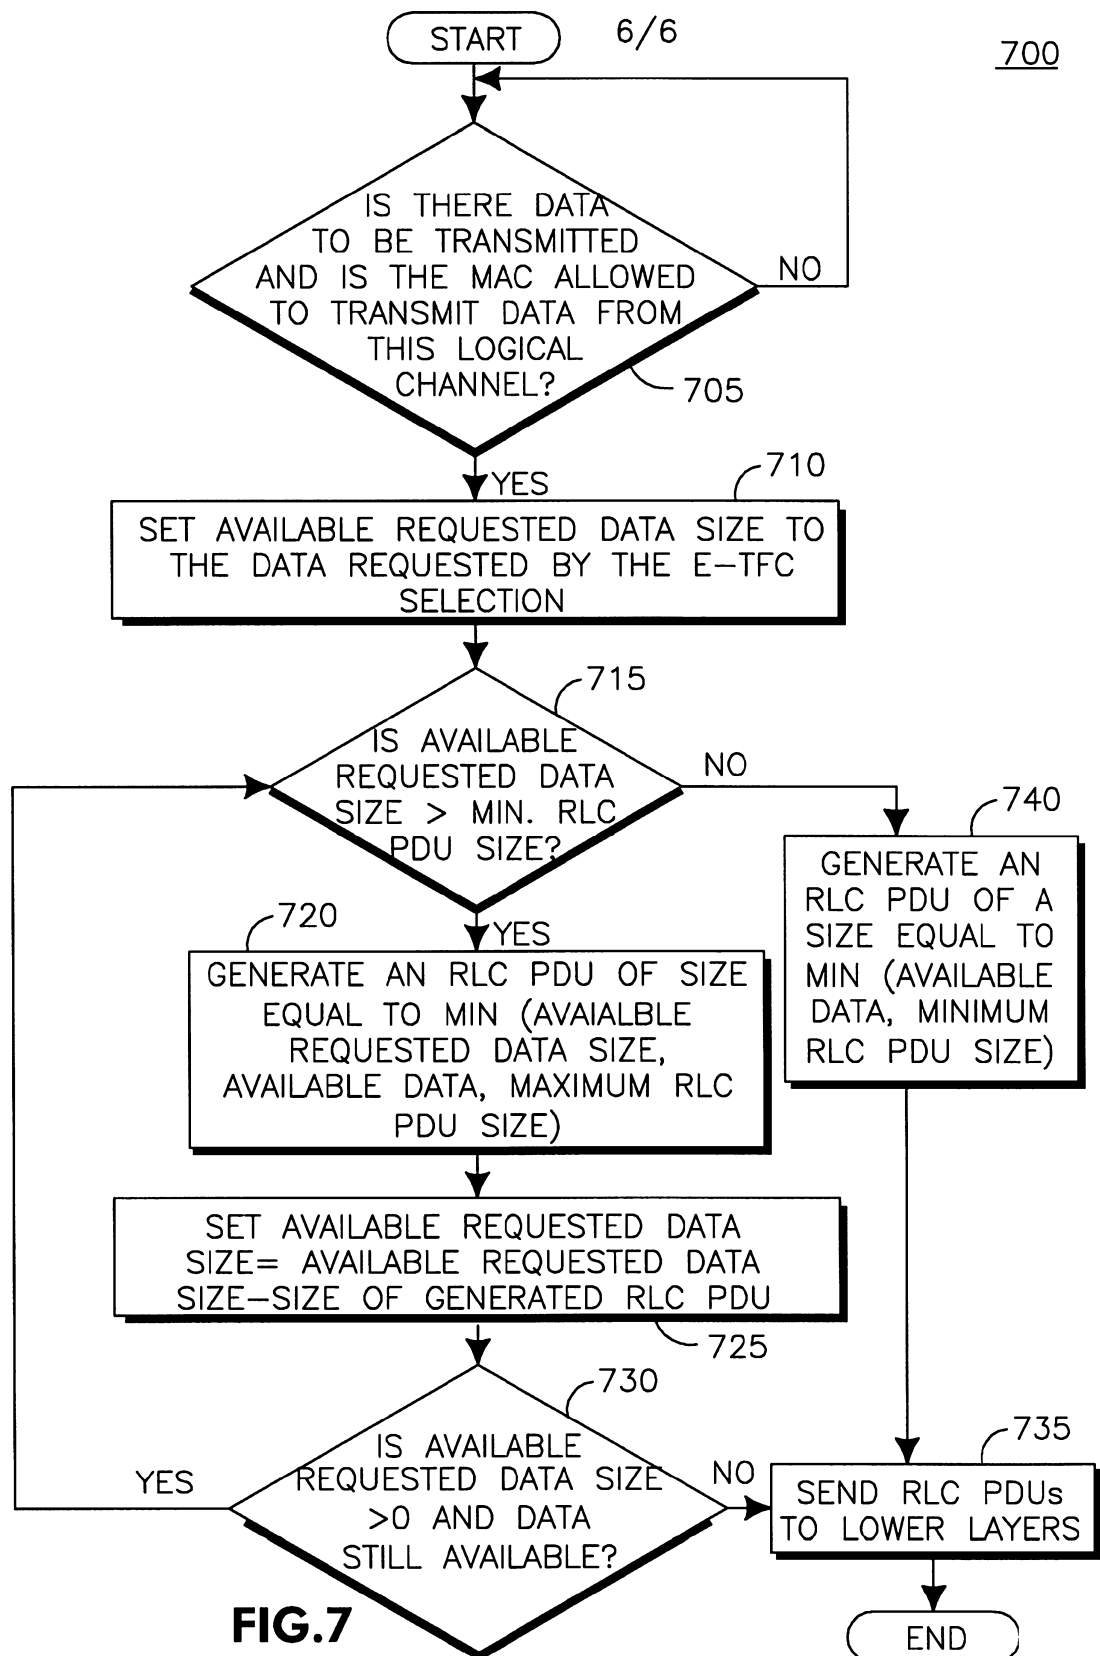 START
6/6
700
IS THERE DATA
TO BE TRANSMITTED
AND IS THE MAC ALLOWED
TO TRANSMIT DATA FROM
THIS LOGICAL
CHANNEL?
NO
705
YES
710
SET AVAILABLE REQUESTED DATA SIZE TO
THE DATA REQUESTED BY THE E-TFC
SELECTION
715
IS AVAILABLE
REQUESTED DATA
SIZE > MIN. RLC
PDU SIZE?
NO
740
GENERATE AN
RLC PDU OF A
SIZE EQUAL TO
MIN (AVAILABLE
DATA, MINIMUM
RLC PDU SIZE)
YES
720
GENERATE AN RLC PDU OF SIZE
EQUAL TO MIN (AVAIALBLE
REQUESTED DATA SIZE,
AVAILABLE DATA, MAXIMUM RLC
PDU SIZE)
SET AVAILABLE REQUESTED DATA
SIZE= AVAILABLE REQUESTED DATA
SIZE-SIZE OF GENERATED RLC PDU
725
730
IS AVAILABLE
REQUESTED DATA SIZE
>0 AND DATA
STILL AVAILABLE?
YES
NO
735
SEND RLC PDUs
TO LOWER LAYERS
END
FIG.7